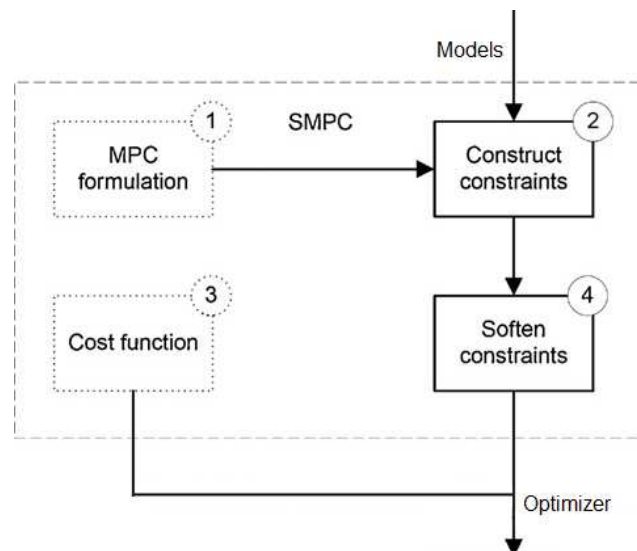 Models
1
SMPC
2
MPC
formulation
Construct
constraints
3
4
Cost function
Soften
constraints
Optimizer